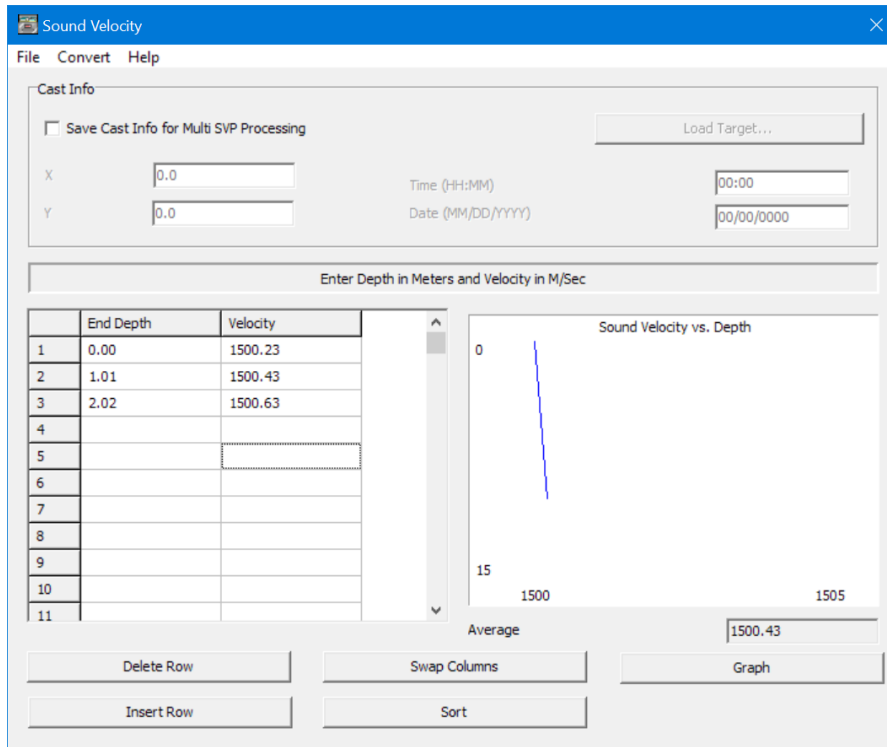 Sound Velocity
File Convert Help
Cast Info
Save Cast Info for Multi SVP Processing
Load Target...
X 0.0
Time (HH:MM) 00:00
Y 0.0
Date (MM/DD/YYYY) 00/00/0000
Enter Depth in Meters and Velocity in M/Sec
End Depth Velocity
1 0.00 1500.23
2 1.01 1500.43
3 2.02 1500.63
4
5
6
7
8
9
10
11
Sound Velocity vs. Depth
0
15
1500 1505
Average 1500.43
Delete Row Swap Columns Graph
Insert Row Sort